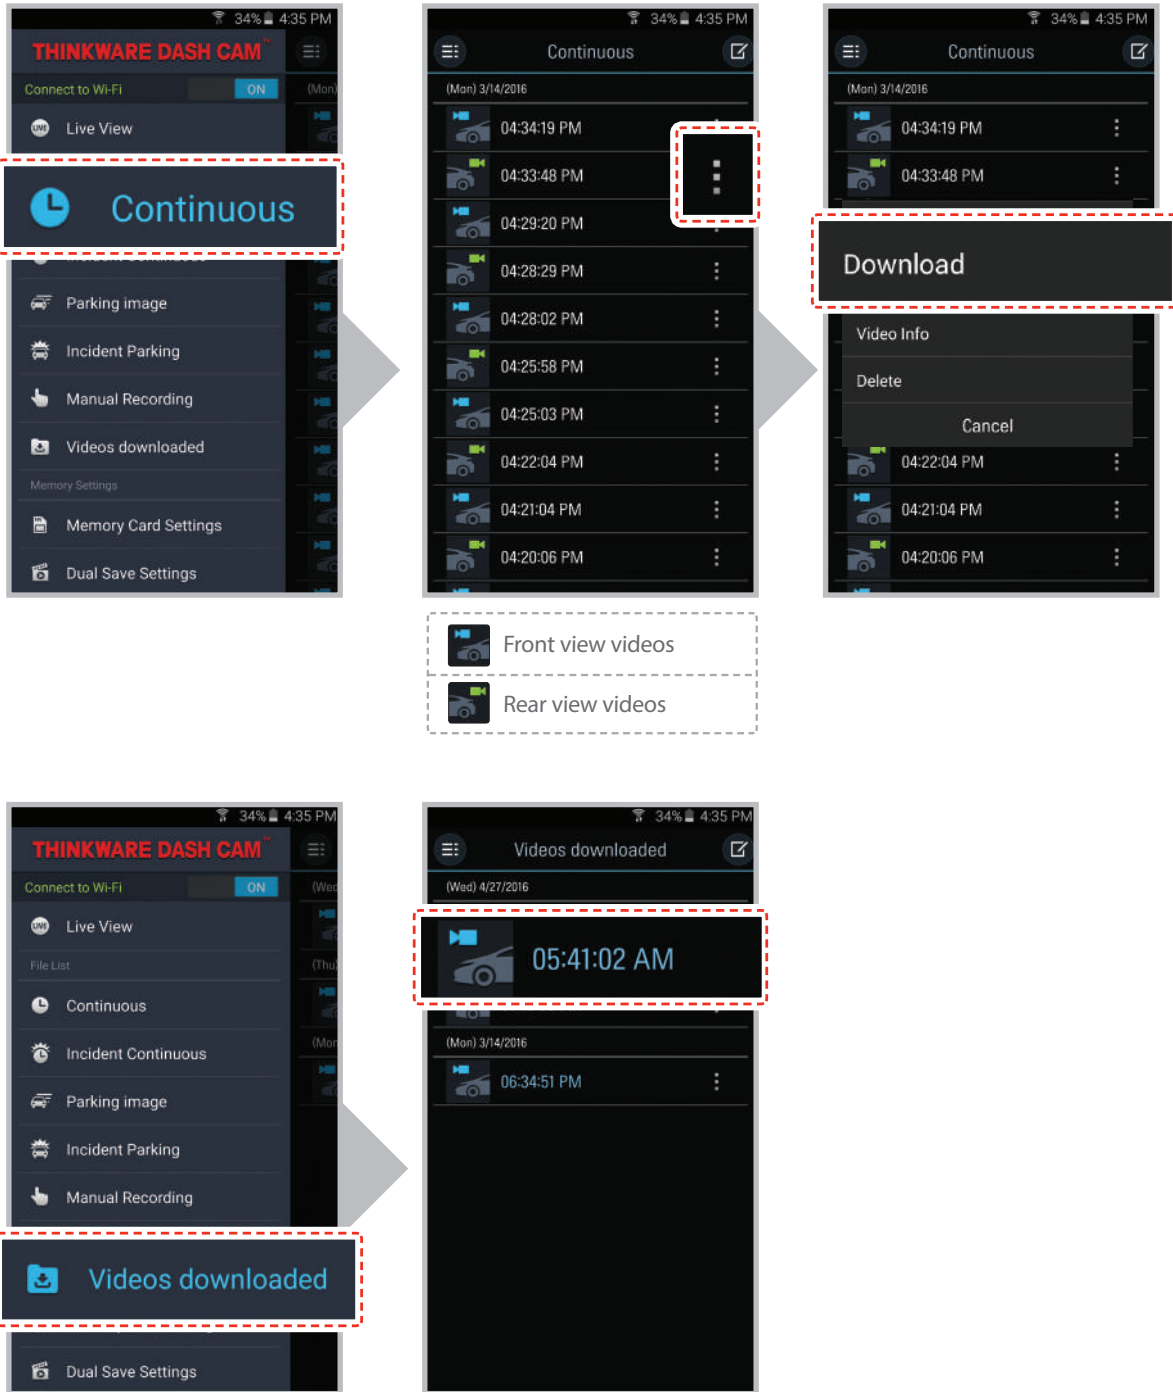 34% 4:35 PM
THINKWARE DASH CAM™
Connect to Wi-Fi ON
(Mon)
Live View
Continuous
Incident Continuous
Parking image
Incident Parking
Manual Recording
Videos downloaded
Memory Settings
Memory Card Settings
Dual Save Settings
34% 4:35 PM
Continuous
(Mon) 3/14/2016
04:34:19 PM
04:33:48 PM
04:29:20 PM
04:28:29 PM
04:28:02 PM
04:25:58 PM
04:25:03 PM
04:22:04 PM
04:21:04 PM
04:20:06 PM
Front view videos
Rear view videos
34% 4:35 PM
Continuous
(Mon) 3/14/2016
04:34:19 PM
04:33:48 PM
Download
Video Info
Delete
Cancel
04:22:04 PM
04:21:04 PM
04:20:06 PM
34% 4:35 PM
THINKWARE DASH CAM™
Connect to Wi-Fi ON
(Wed
Live View
File List
(Thu)
Continuous
(Mon
Incident Continuous
Parking image
Incident Parking
Manual Recording
Videos downloaded
Dual Save Settings
34% 4:35 PM
Videos downloaded
(Wed) 4/27/2016
05:41:02 AM
(Mon) 3/14/2016
06:34:51 PM